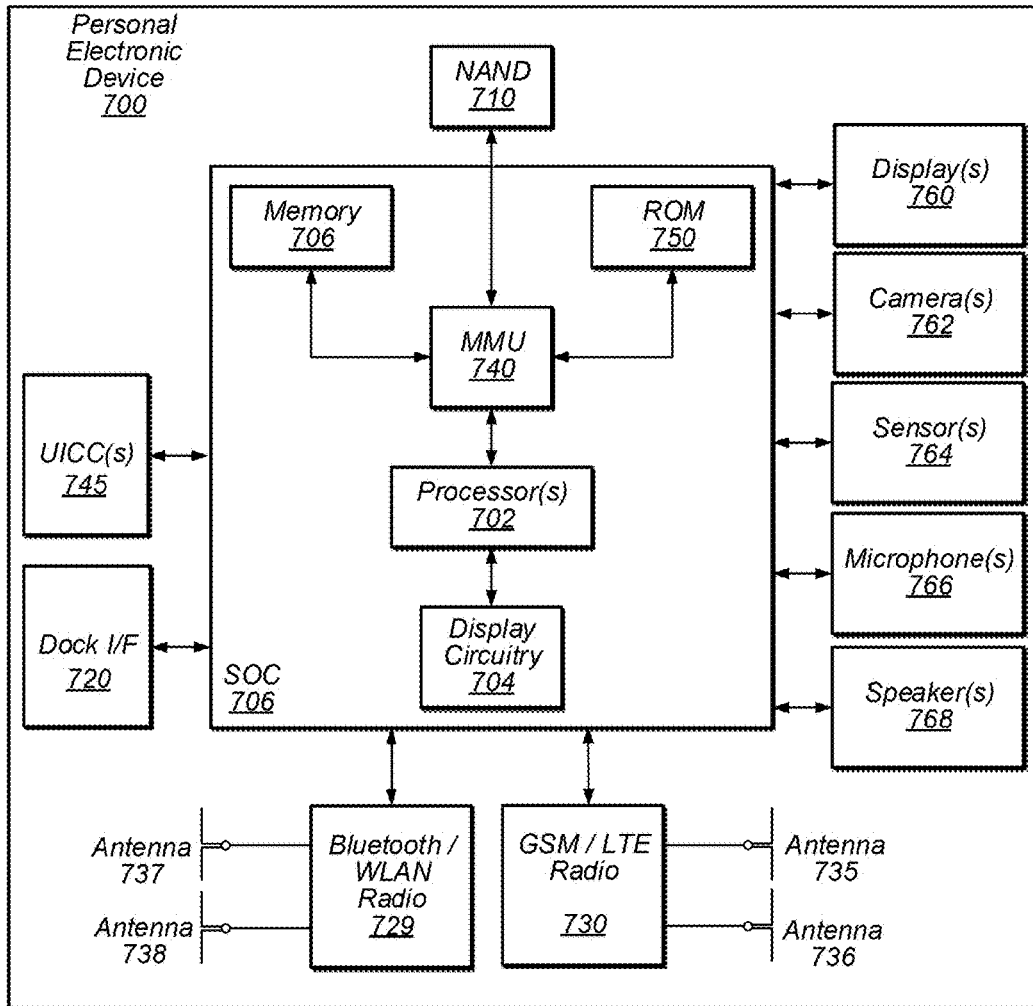 Personal
Electronic
Device
700
NAND
710
Display(s)
760
Memory
706
ROM
750
Camera(s)
762
MMU
740
UICC(s)
745
Sensor(s)
764
Processor(s)
702
Microphone(s)
766
Dock I/F
720
Display
Circuitry
704
SOC
706
Speaker(s)
768
Antenna
737
Bluetooth /
WLAN
Radio
729
GSM / LTE
Radio
730
Antenna
735
Antenna
738
Antenna
736